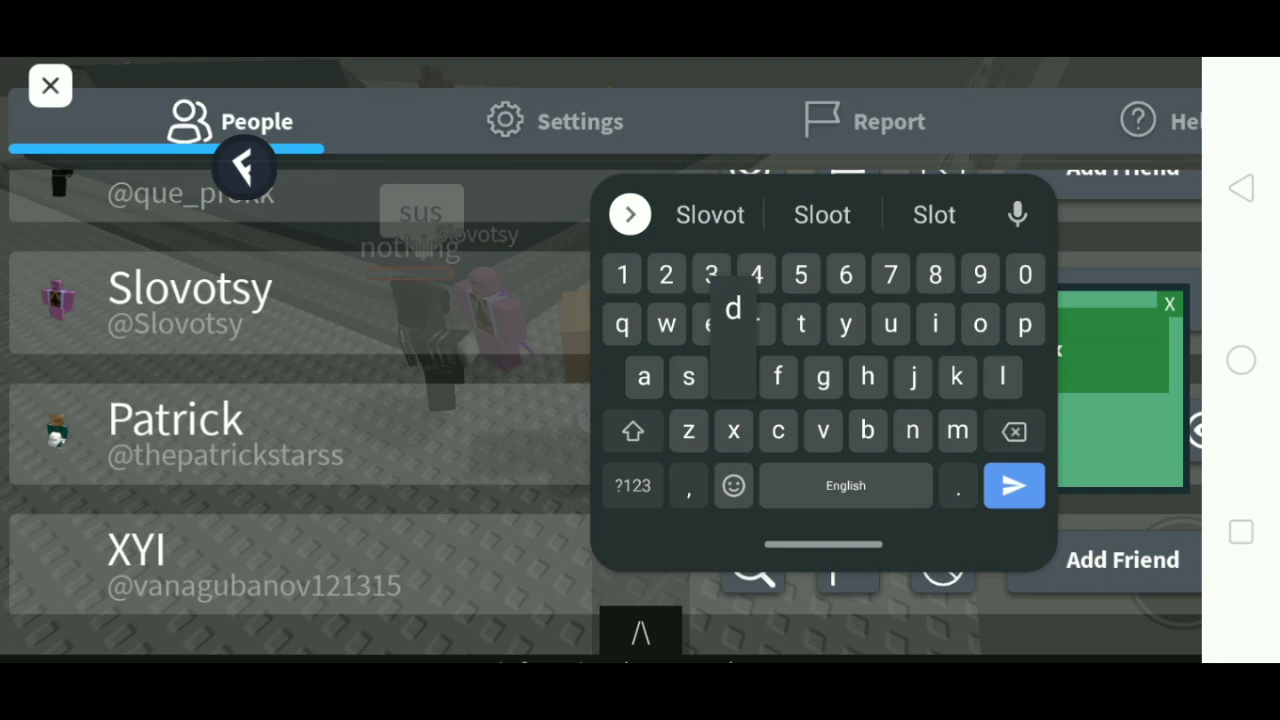 People
Settings
Report
@que_
sus
nothing
Slovotsy
Slovotsy
@Slovotsy
Patrick
@thepatrickstarss
XYI
@vanagubanov121315
Add Friend
Slovot Sloot Slot
1 2 3 4 5 6 7 8 9 0
d
q w e t y u i o p
a s f g h j k l
z x c v b n m
?123 , English .
X
Add Friend
/\